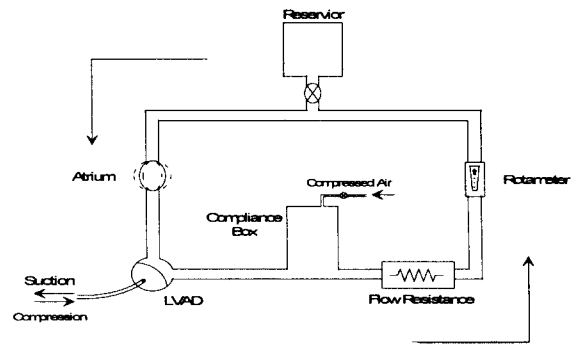 Reservior
Atrium
Compressed Air
Rotameter
Compliance
Box
Suction
Compression
LVAD
Flow Resistance